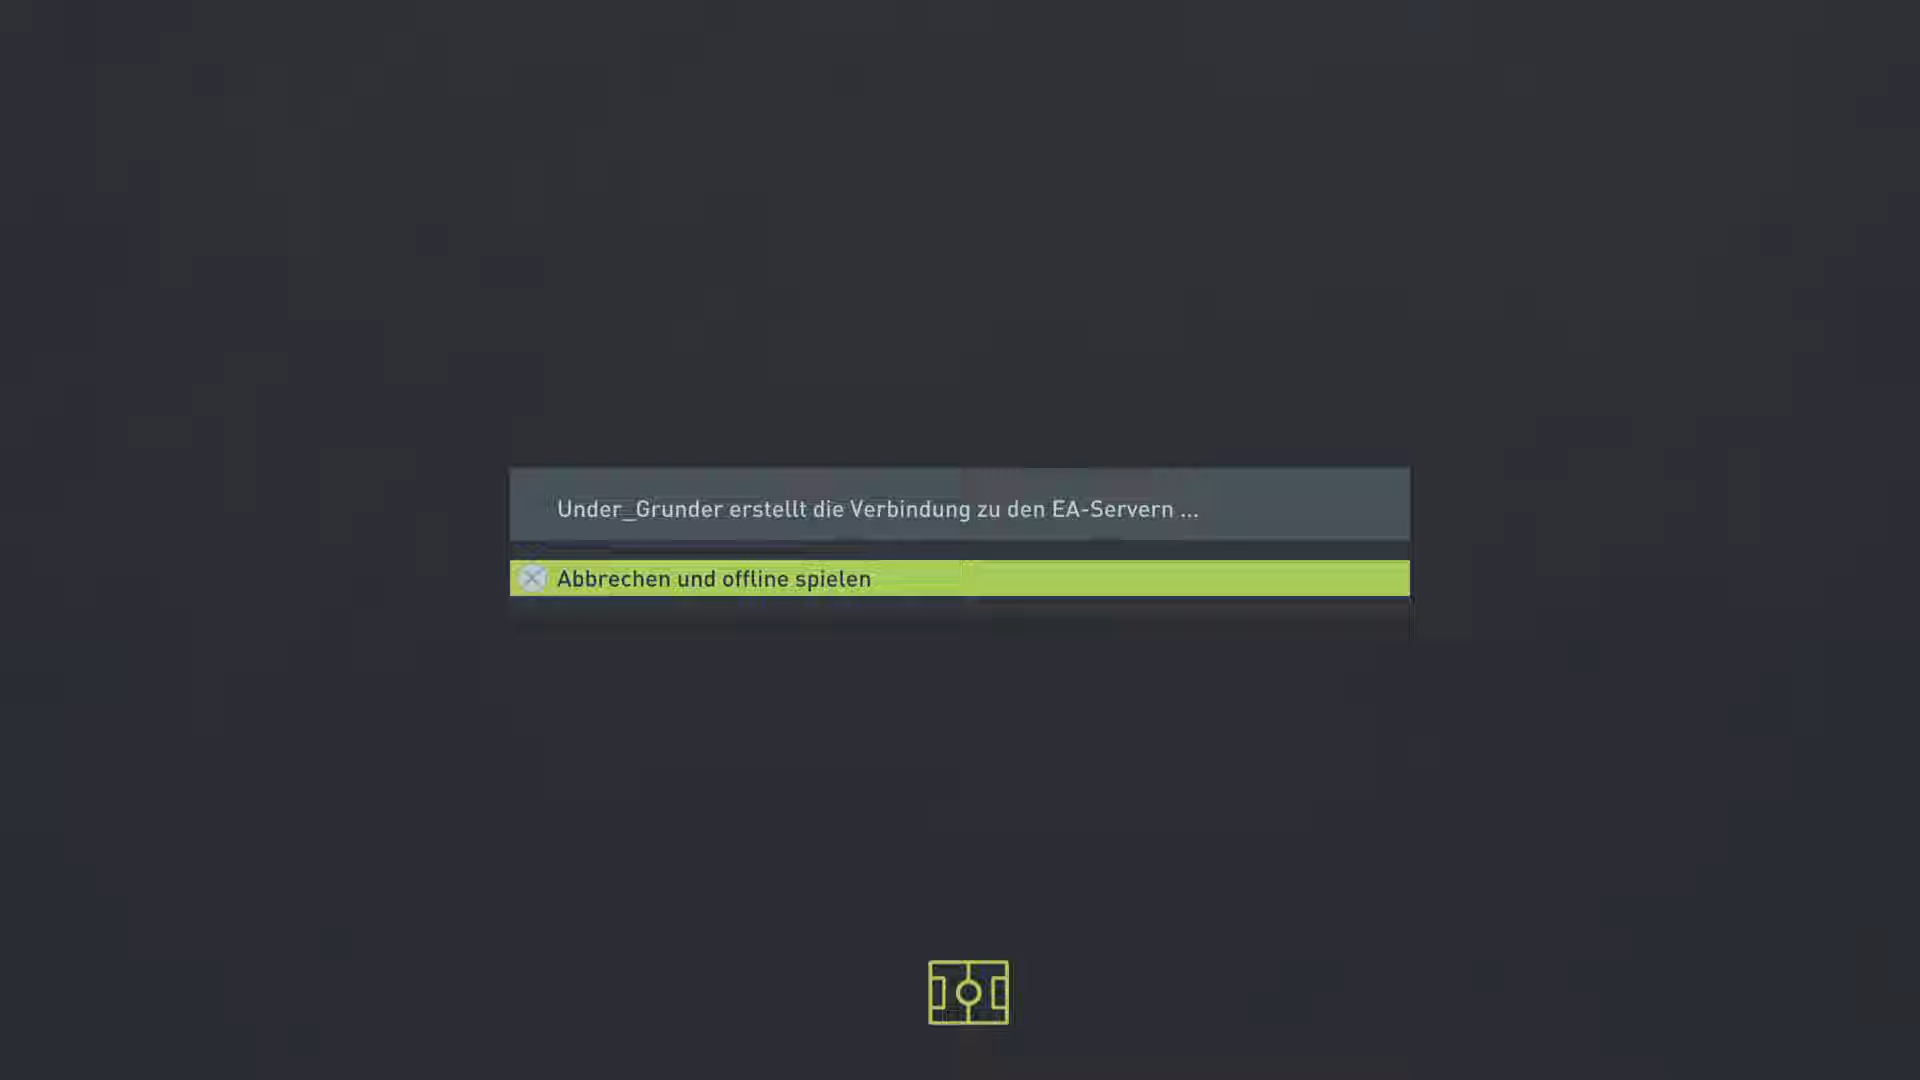 Under_Grunder erstellt die Verbindung zu den EA-Servern ...
Abbrechen und offline spielen